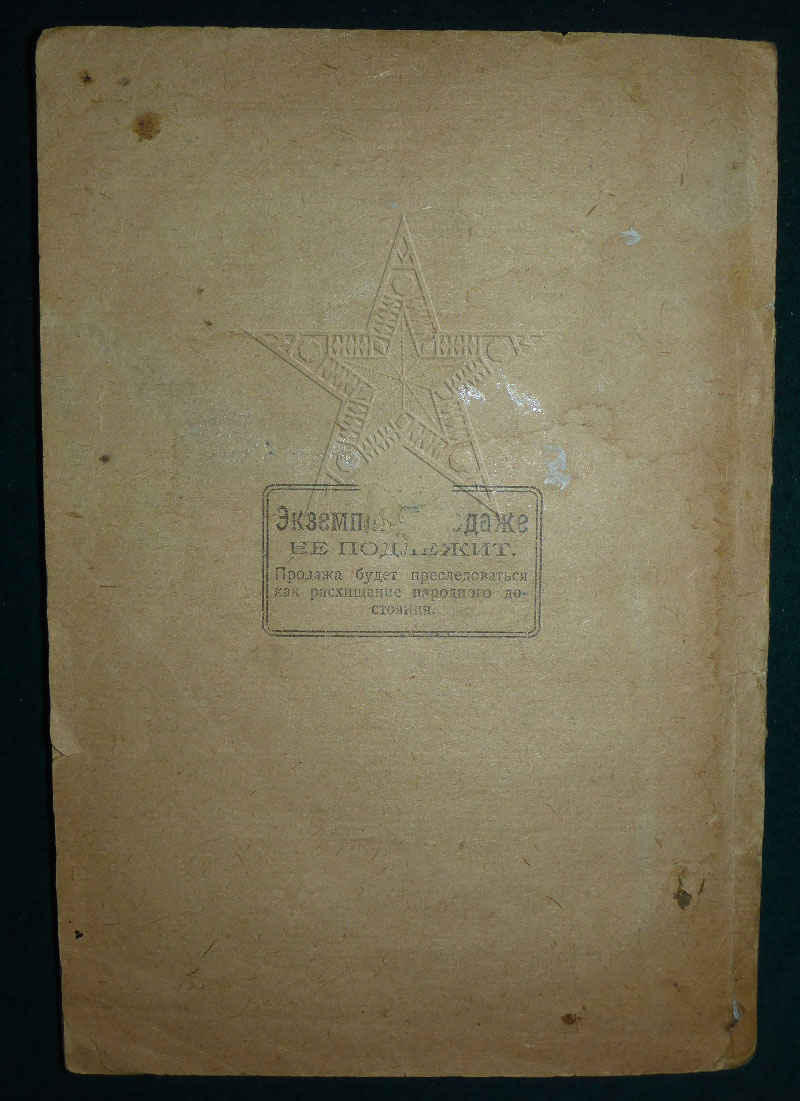 Экземпл одаже
НЕ ПОДЛЕЖИТ.
Продажа будет преследоваться
как расхищение народного до-
стояния.